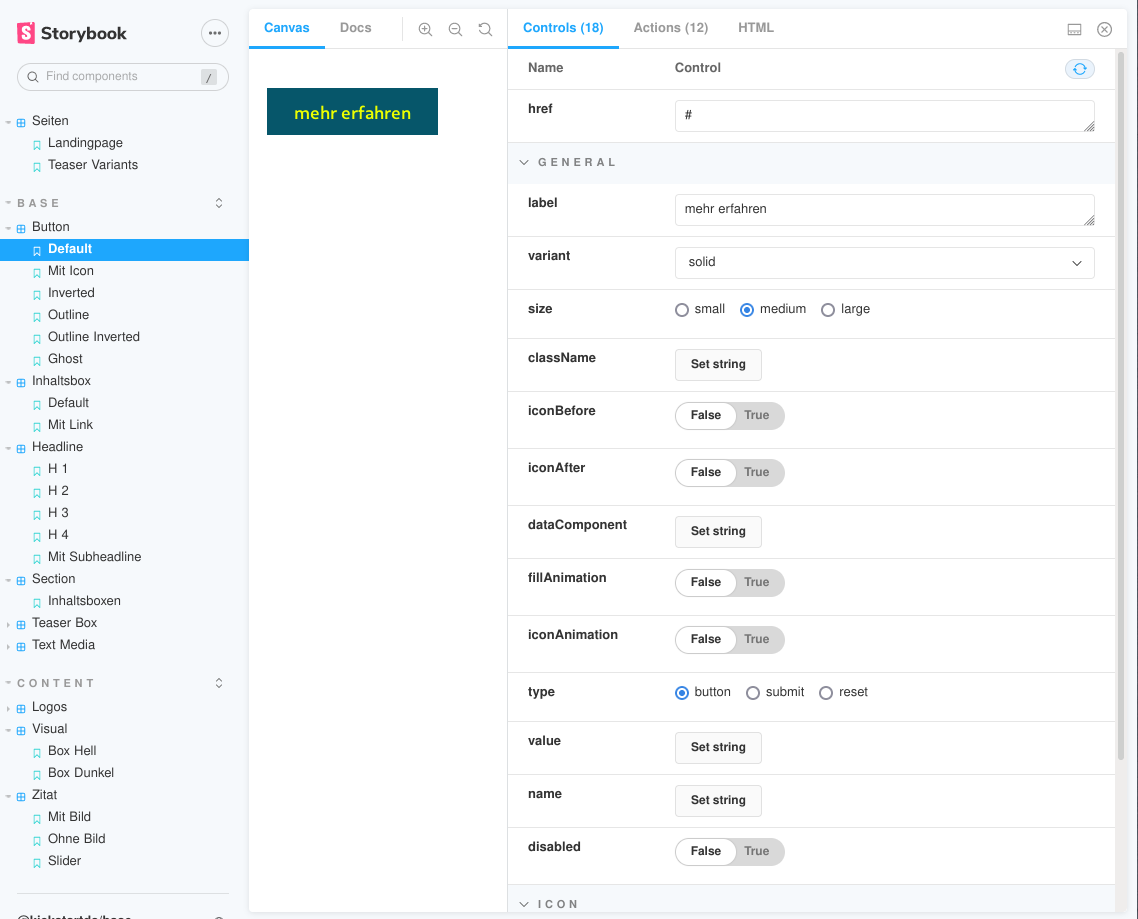 Storybook
Find components
/
Seiten
Landingpage
Teaser Variants
BASE
Button
Default
Mit Icon
Inverted
Outline
Outline Inverted
Ghost
Inhaltsbox
Default
Mit Link
Headline
H 1
H 2
H 3
H 4
Mit Subheadline
Section
Inhaltsboxen
Teaser Box
Text Media
CONTENT
Logos
Visual
Box Hell
Box Dunkel
Zitat
Mit Bild
Ohne Bild
Slider
Canvas Docs
mehr erfahren
Controls (18) Actions (12) HTML
Name Control
href #
GENERAL
label mehr erfahren
variant solid
size small medium large
className Set string
iconBefore False True
iconAfter False True
dataComponent Set string
fillAnimation False True
iconAnimation False True
type button submit reset
value Set string
name Set string
disabled False True
ICON